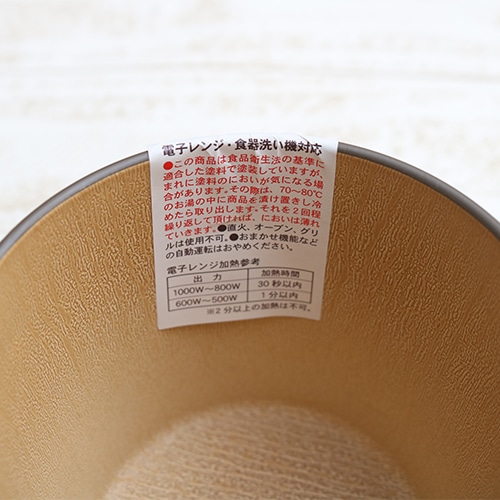 電子レンジ・食器洗い機対応
●この商品は食品衛生法の基準に
適合した塗料で塗装していますが、
まれに塗料のにおいが気になる場
合があります。その際は、70～80℃
のお湯の中に商品を漬け置きし冷
めたら取り出します。それを2回程
繰り返して頂ければ、においは薄れ
ていきます。●直火、オーブン、グリ
ルは使用不可。●おまかせ機能など
の自動運転はおやめください。
電子レンジ加熱参考
出力 加熱時間
1000W～800W 30秒以内
600W～500W 1分以内
※2分以上の加熱は不可。